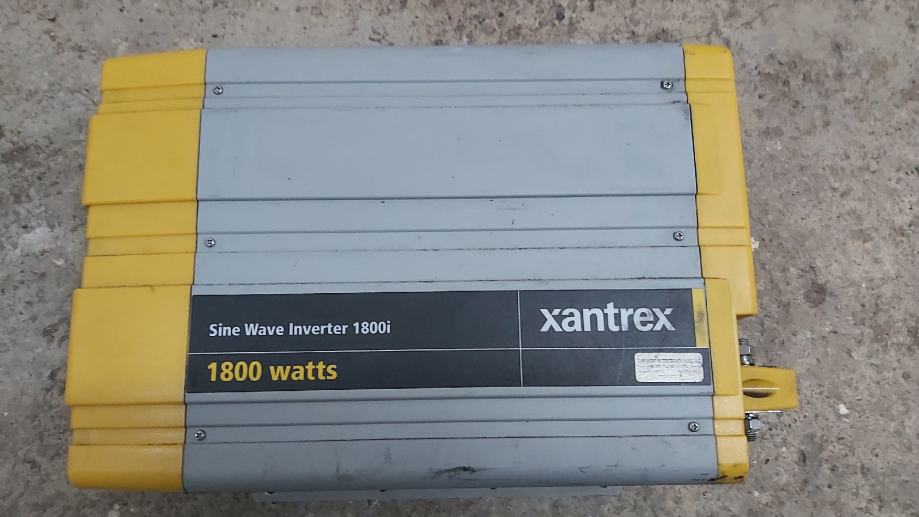 Sine Wave Inverter 1800i
xantrex
1800 watts